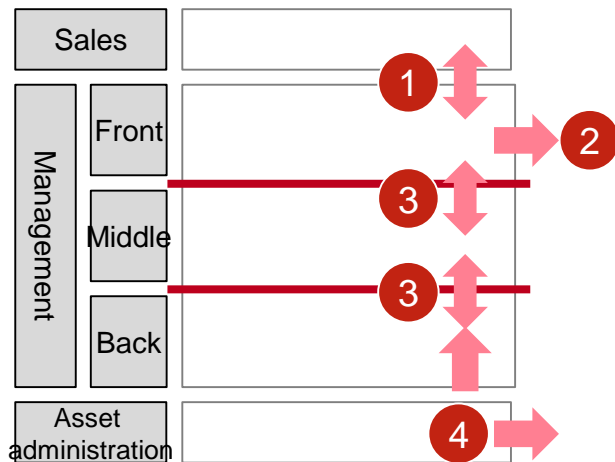 Sales
1
Management
Front
2
3
Middle
3
Back
Asset
administration
4